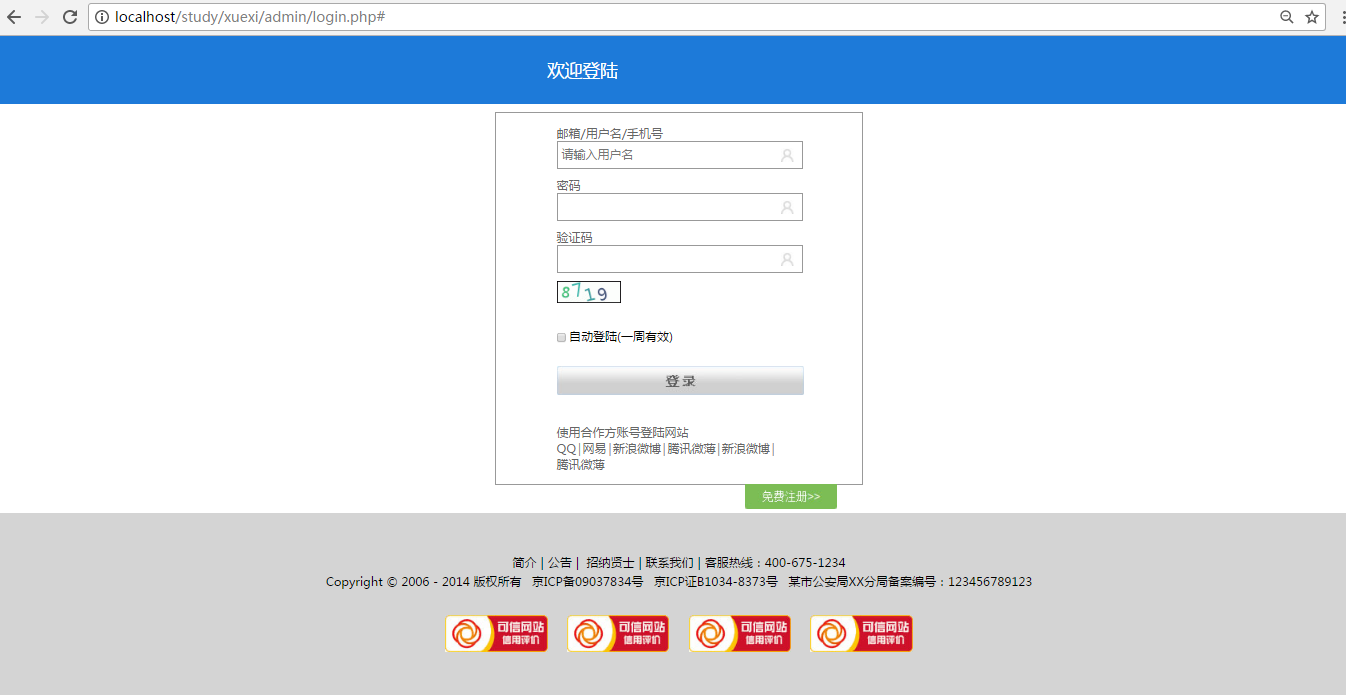 localhost/study/xuexi/admin/login.php#
欢迎登陆
邮箱/用户名/手机号
请输入用户名
密码
验证码
8719
自动登陆(一周有效)
登 录
使用合作方账号登陆网站
QQ|网易|新浪微博|腾讯微薄|新浪微博|
腾讯微薄
免费注册>>
简介 | 公告 | 招纳贤士 | 联系我们 | 客服热线：400-675-1234
Copyright © 2006 - 2014 版权所有 京ICP备09037834号 京ICP证B1034-8373号 某市公安局XX分局备案编号：123456789123
可信网站 可信网站 可信网站 可信网站
信用评价 信用评价 信用评价 信用评价